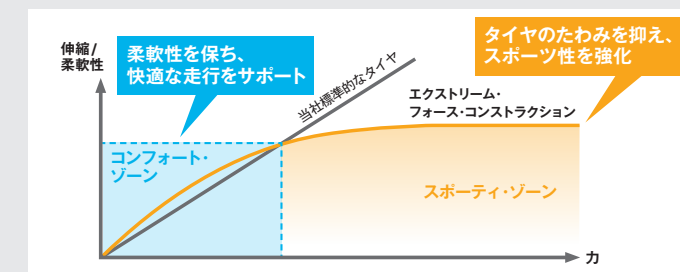 伸縮/
柔軟性
柔軟性を保ち、
快適な走行をサポート
当社標準的なタイヤ
タイヤのたわみを抑え、
スポーツ性を強化
エクストリーム・
フォース・コンストラクション
コンフォート・
ゾーン
スポーティ・ゾーン
力